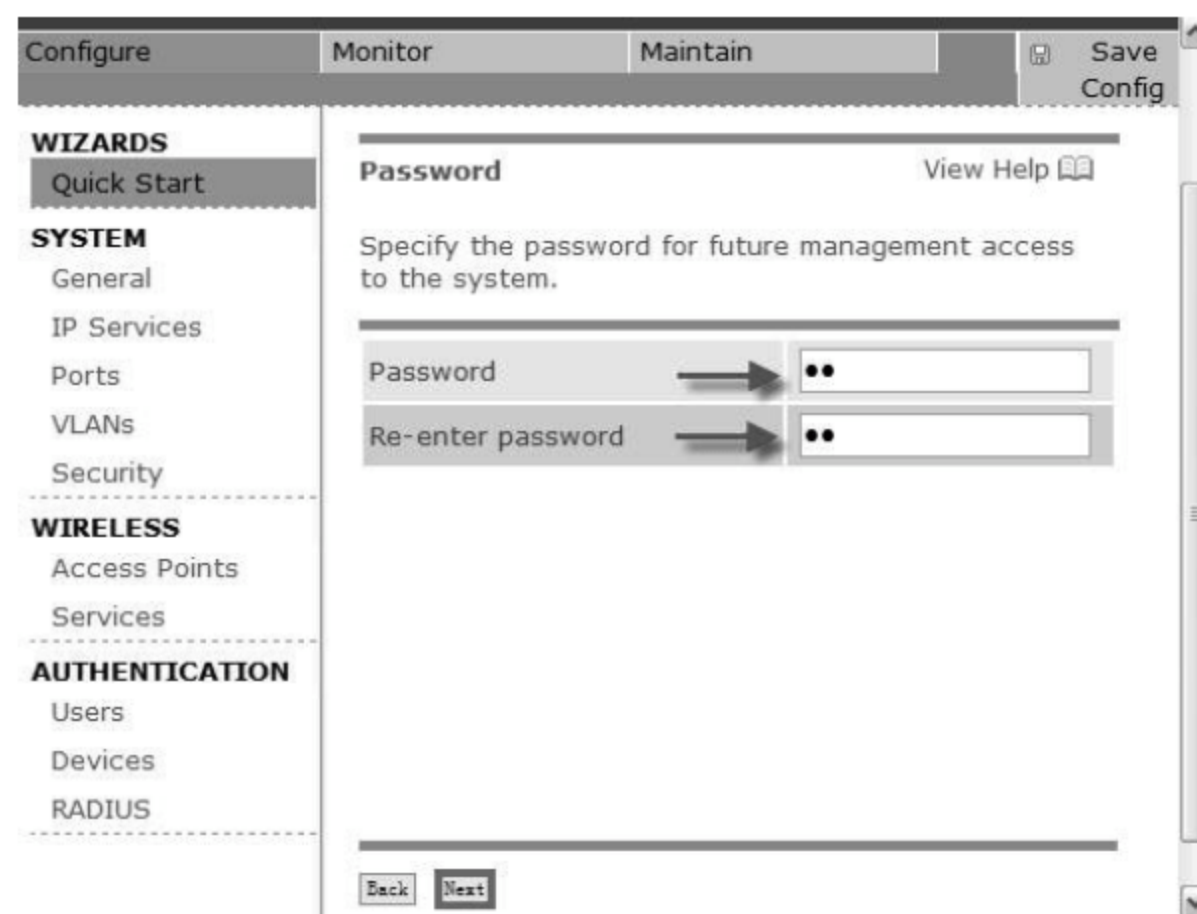 Configure Monitor Maintain Save
Config
WIZARDS
Quick Start
SYSTEM
General
IP Services
Ports
VLANs
Security
WIRELESS
Access Points
Services
AUTHENTICATION
Users
Devices
RADIUS
Password View Help
Specify the password for future management access
to the system.
Password ••
Re-enter password ••
Back Next